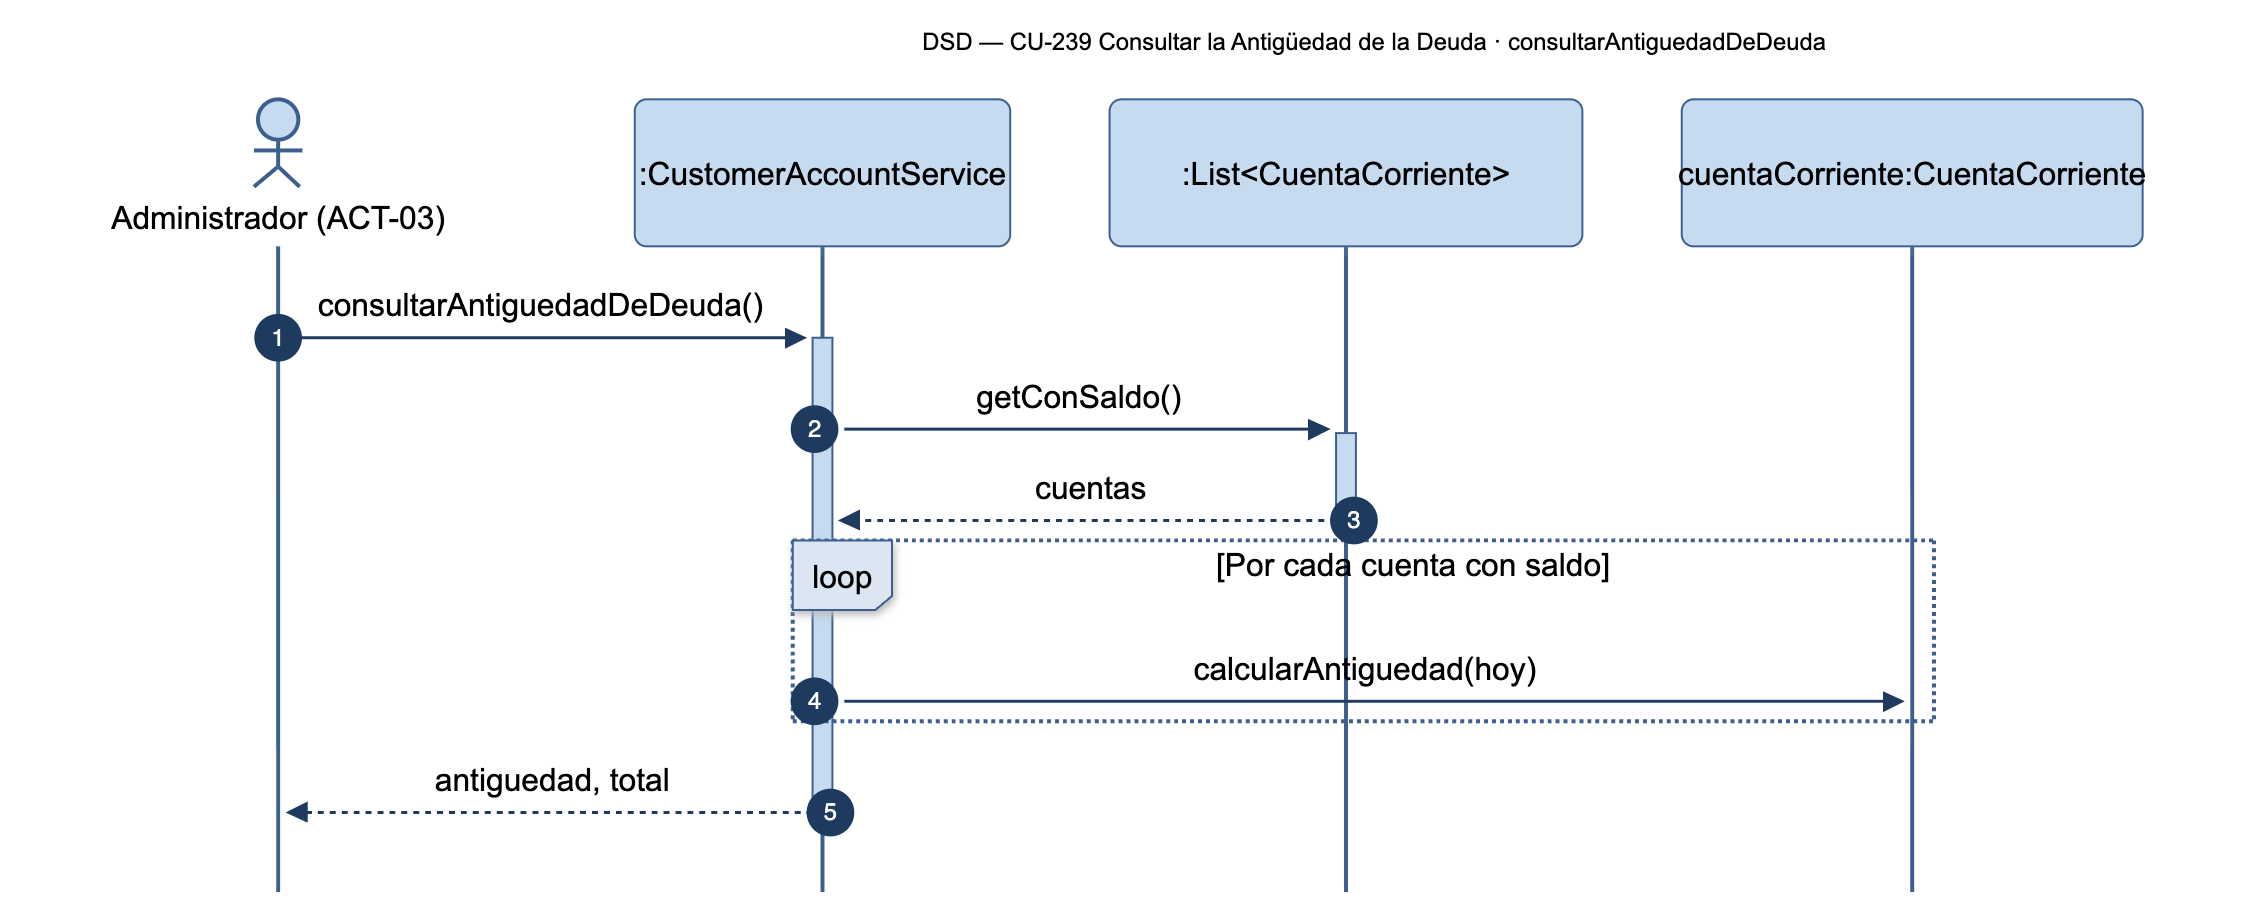 DSD — CU-239 Consultar la Antigüedad de la Deuda · consultarAntiguedadDeDeuda
Administrador (ACT-03)
:CustomerAccountService
:List<CuentaCorriente>
cuentaCorriente:CuentaCorriente
consultarAntiguedadDeDeuda()
1
getConSaldo()
2
cuentas
3
loop
[Por cada cuenta con saldo]
calcularAntiguedad(hoy)
4
antiguedad, total
5